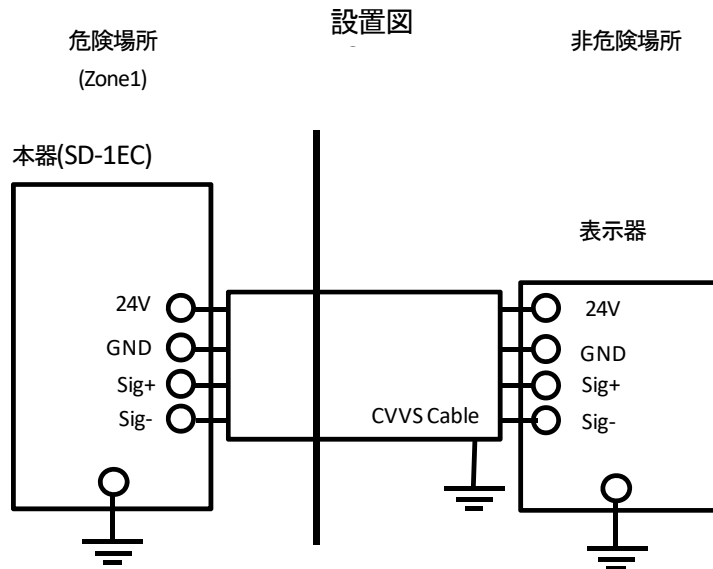 設置図
危険場所
(Zone1)
非危険場所
本器(SD-1EC)
表示器
24V
GND
Sig+
Sig-
CVVS Cable
24V
GND
Sig+
Sig-